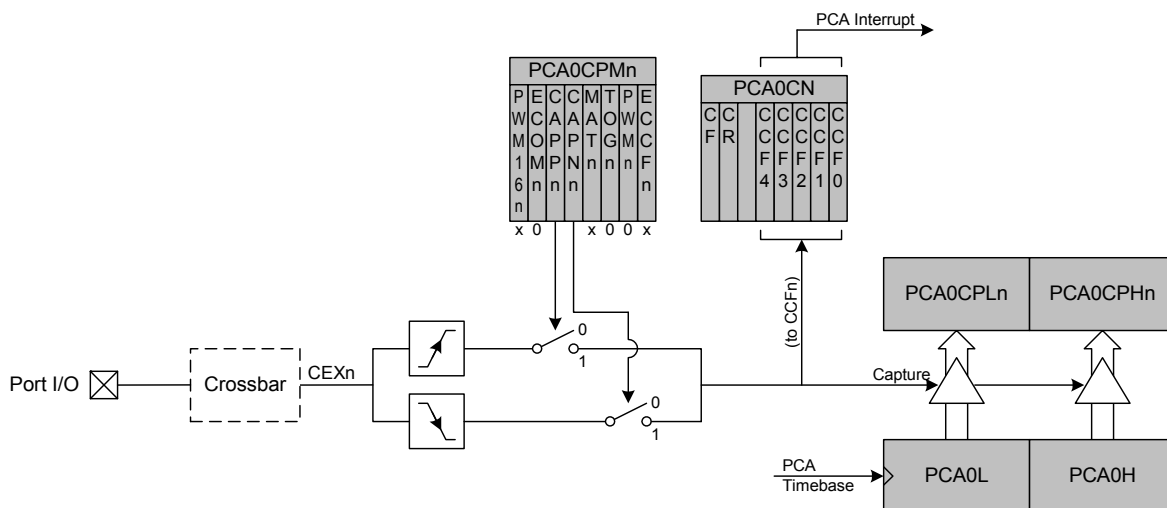 PCA Interrupt
PCA0CPMn
PWM16n ECOMn CAPPn CAPNn MATn TOGn PWMn ECCFn
x 0 x 0 0 x
PCA0CN
CF CR CCF4 CCF3 CCF2 CCF1 CCF0
(to CCFn)
PCA0CPLn PCA0CPHn
0
1
Port I/O
Crossbar
CEXn
Capture
0
1
PCA
Timebase
PCA0L PCA0H